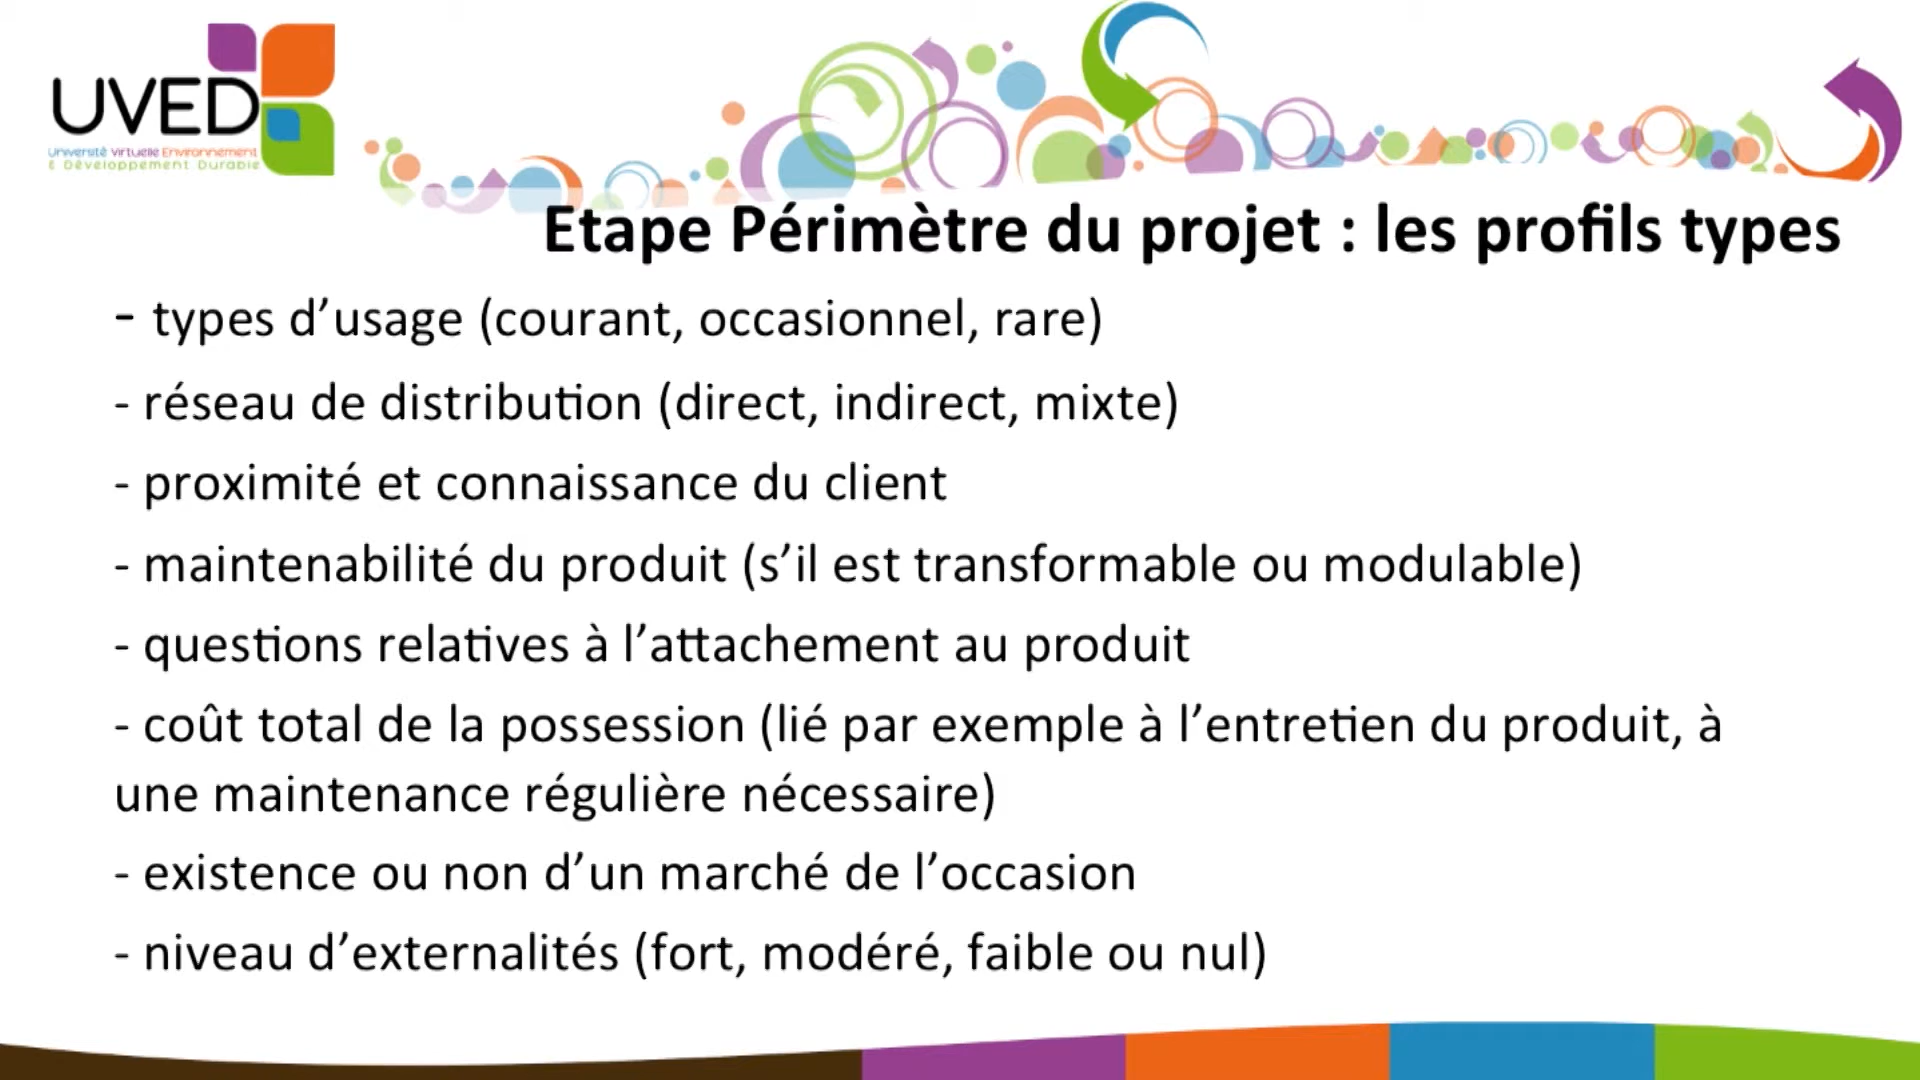 UVED
Université Virtuelle Environnement
& Développement Durable
Etape Périmètre du projet : les profils types
- types d’usage (courant, occasionnel, rare)
- réseau de distribution (direct, indirect, mixte)
- proximité et connaissance du client
- maintenabilité du produit (s’il est transformable ou modulable)
- questions relatives à l’attachement au produit
- coût total de la possession (lié par exemple à l’entretien du produit, à
une maintenance régulière nécessaire)
- existence ou non d’un marché de l’occasion
- niveau d’externalités (fort, modéré, faible ou nul)